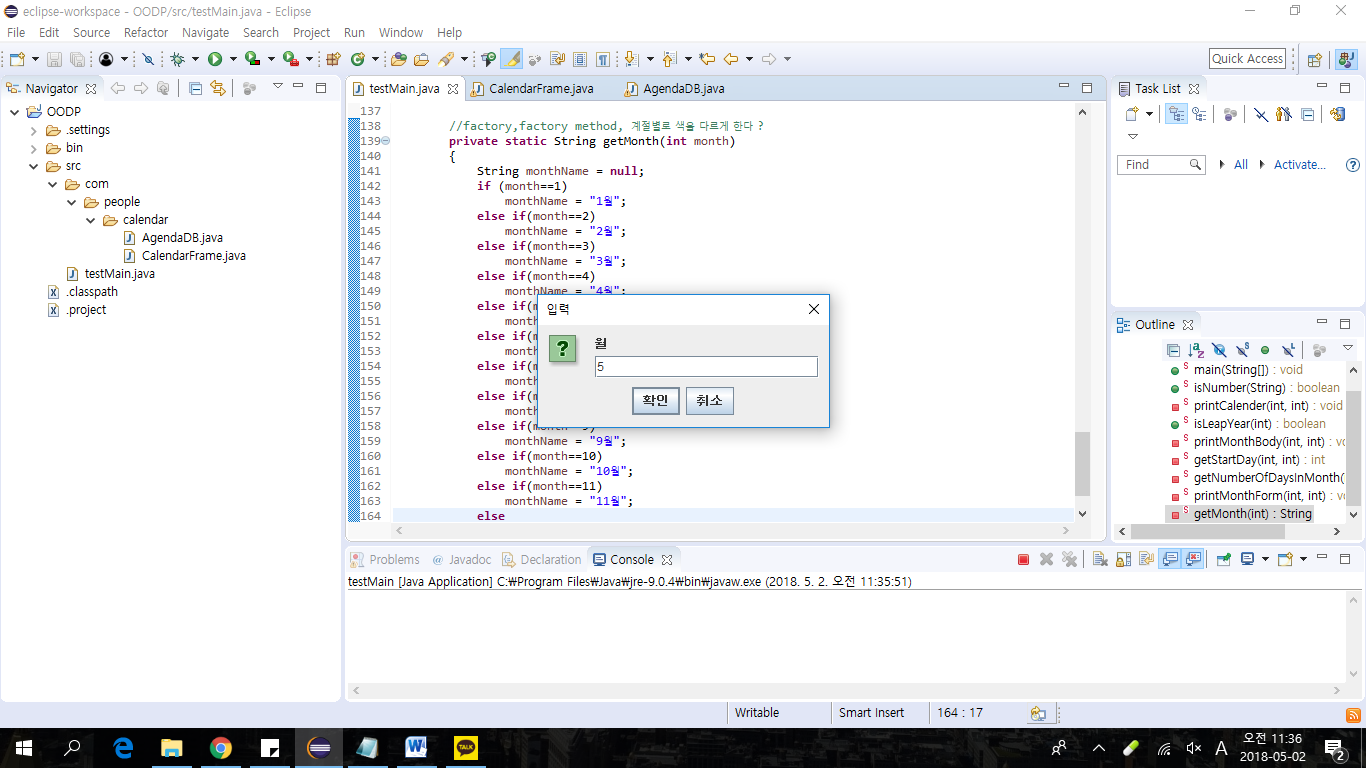 eclipse-workspace - OODP/src/testMain.java - Eclipse
File Edit Source Refactor Navigate Search Project Run Window Help
Quick Access
Navigator
OODP
.settings
bin
src
com
people
calendar
AgendaDB.java
CalendarFrame.java
testMain.java
.classpath
.project
testMain.java CalendarFrame.java AgendaDB.java
137
138 //factory,factory method, 계절별로 색을 다르게 한다 ?
139 private static String getMonth(int month)
140 {
141 String monthName = null;
142 if (month==1)
143 monthName = "1월";
144 else if(month==2)
145 monthName = "2월";
146 else if(month==3)
147 monthName = "3월";
148 else if(month==4)
149 monthName = "4월";
150 else if(m
151 month
152 else if(m
153 month
154 else if(m
155 month
156 else if(m
157 month
158 else if(month==9)
159 monthName = "9월";
160 else if(month==10)
161 monthName = "10월";
162 else if(month==11)
163 monthName = "11월";
164 else
입력
월
5
확인 취소
Task List
Find All Activate...
Outline
main(String[]) : void
isNumber(String) : boolean
printCalender(int, int) : void
isLeapYear(int) : boolean
printMonthBody(int, int) : vo
getStartDay(int, int) : int
getNumberOfDaysInMonth(
printMonthForm(int, int) : vo
getMonth(int) : String
Problems @ Javadoc Declaration Console
testMain [Java Application] C:₩Program Files₩Java₩jre-9.0.4₩bin₩javaw.exe (2018. 5. 2. 오전 11:35:51)
Writable Smart Insert 164 : 17
TALK
A
오전 11:36
2018-05-02
2